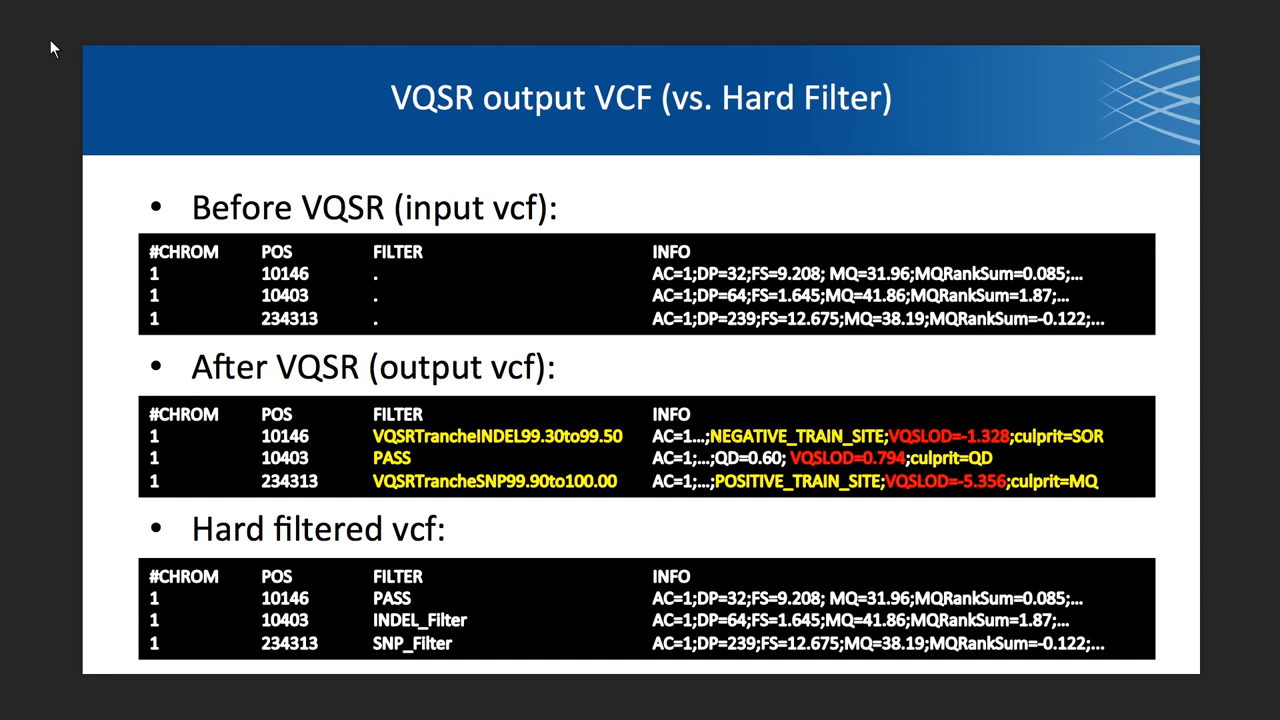 VQSR output VCF (vs. Hard Filter)
• Before VQSR (input vcf):
#CHROM POS FILTER INFO
1 10146 . AC=1;DP=32;FS=9.208; MQ=31.96;MQRankSum=0.085;...
1 10403 . AC=1;DP=64;FS=1.645;MQ=41.86;MQRankSum=1.87;...
1 234313 . AC=1;DP=239;FS=12.675;MQ=38.19;MQRankSum=-0.122;...
• After VQSR (output vcf):
#CHROM POS FILTER INFO
1 10146 VQSRTrancheINDEL99.30to99.50 AC=1...;NEGATIVE_TRAIN_SITE;VQSLOD=-1.328;culprit=SOR
1 10403 PASS AC=1;...;QD=0.60; VQSLOD=0.794;culprit=QD
1 234313 VQSRTrancheSNP99.90to100.00 AC=1;...;POSITIVE_TRAIN_SITE;VQSLOD=-5.356;culprit=MQ
• Hard filtered vcf:
#CHROM POS FILTER INFO
1 10146 PASS AC=1;DP=32;FS=9.208; MQ=31.96;MQRankSum=0.085;...
1 10403 INDEL_Filter AC=1;DP=64;FS=1.645;MQ=41.86;MQRankSum=1.87;...
1 234313 SNP_Filter AC=1;DP=239;FS=12.675;MQ=38.19;MQRankSum=-0.122;...